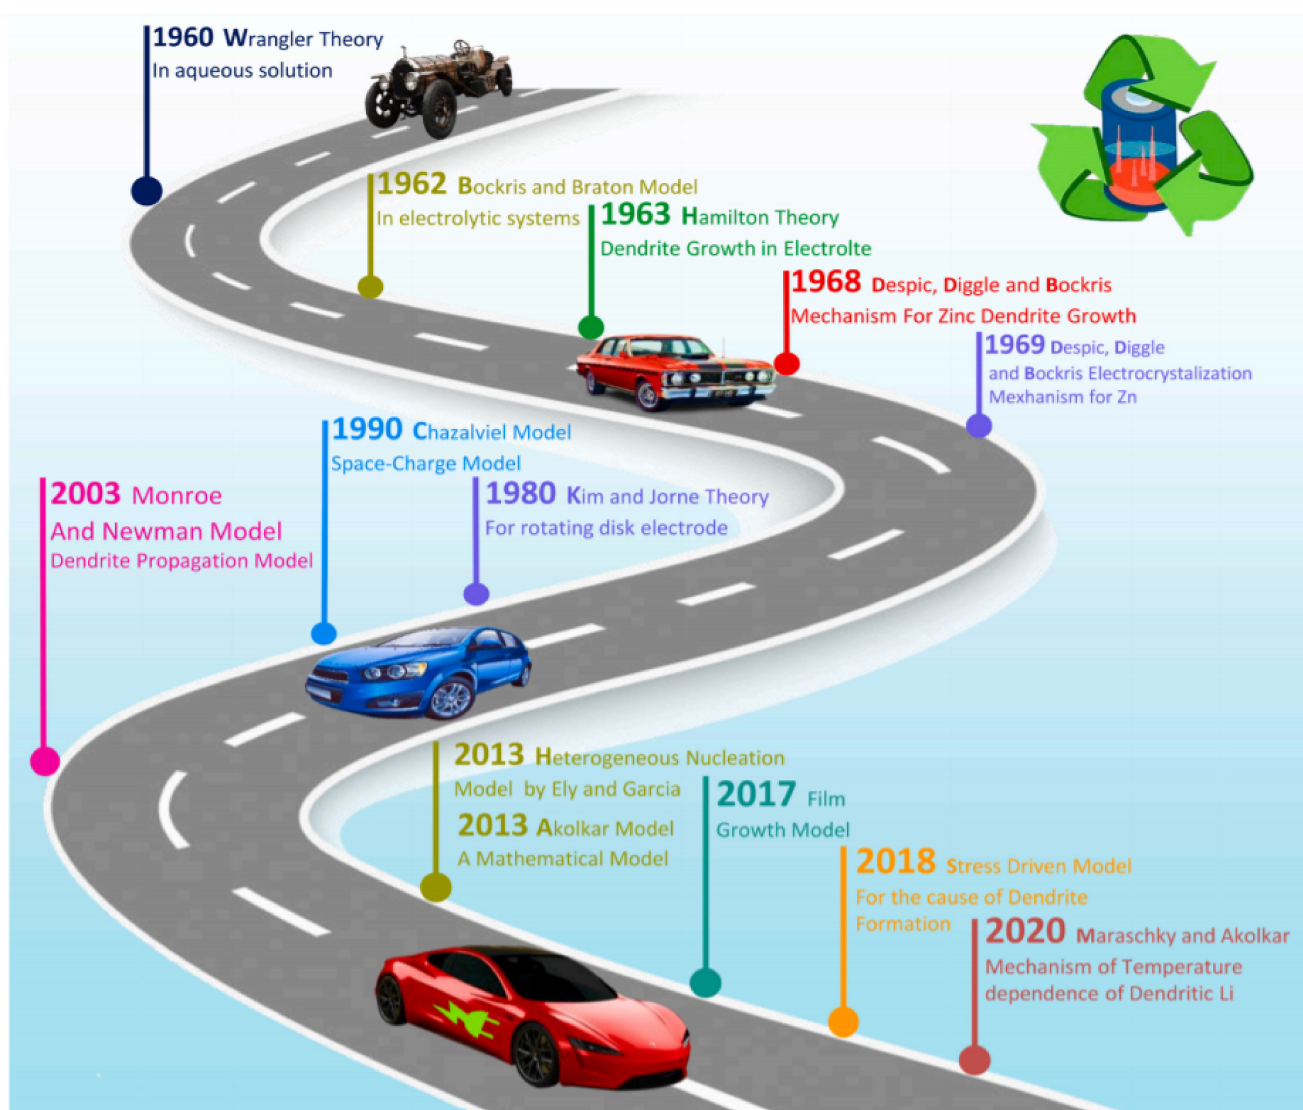 1960 Wrangler Theory
In aqueous solution
1962 Bockris and Braton Model
In electrolytic systems
1963 Hamilton Theory
Dendrite Growth in Electrolte
1968 Despic, Diggle and Bockris
Mechanism For Zinc Dendrite Growth
1969 Despic, Diggle
and Bockris Electrocrystalization
Mexhanism for Zn
1990 Chazalviel Model
Space-Charge Model
1980 Kim and Jorne Theory
For rotating disk electrode
2003 Monroe
And Newman Model
Dendrite Propagation Model
2013 Heterogeneous Nucleation
Model by Ely and Garcia
2013 Akolkar Model
A Mathematical Model
2017 Film
Growth Model
2018 Stress Driven Model
For the cause of Dendrite
Formation
2020 Maraschky and Akolkar
Mechanism of Temperature
dependence of Dendritic Li